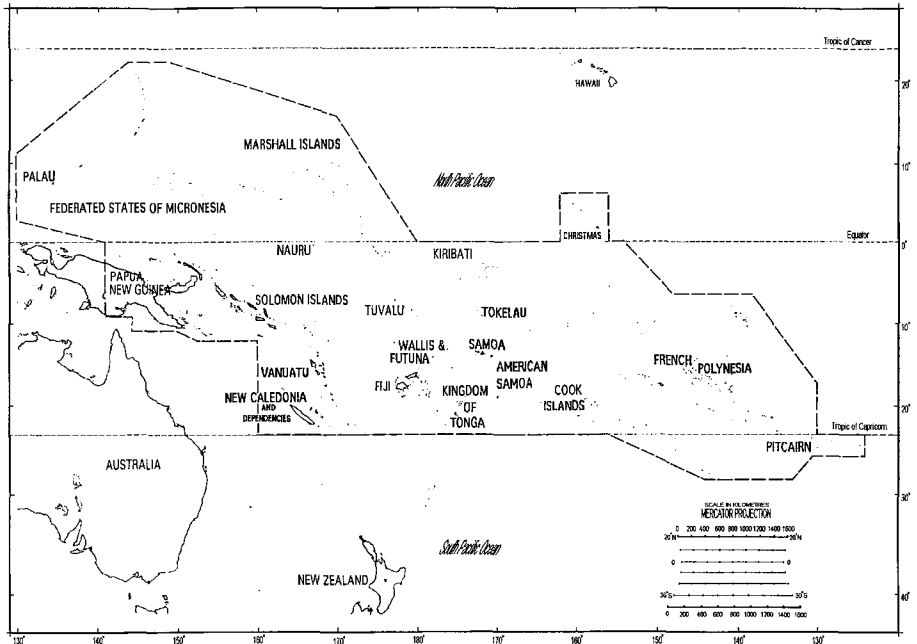 Tropic of Cancer
HAWAII
20°
MARSHALL ISLANDS
PALAU
North Pacific Ocean
10°
FEDERATED STATES OF MICRONESIA
CHRISTMAS
Equator
0°
NAURU
KIRIBATI
PAPUA
NEW GUINEA
SOLOMON ISLANDS
TUVALU
TOKELAU
10°
WALLIS &
FUTUNA
SAMOA
VANUATU
FIJI
AMERICAN
SAMOA
FRENCH
POLYNESIA
NEW CALEDONIA
AND
DEPENDENCIES
KINGDOM
OF
TONGA
COOK
ISLANDS
20°
Tropic of Capricorn
PITCAIRN
AUSTRALIA
30°
SCALE IN KILOMETRES
MERCATOR PROJECTION
0 200 400 600 800 1000 1200 1400 1500
20°N 20°N
0 0
30°S 30°S
0 200 400 600 800 1000 1200 1400 1600 1800
South Pacific Ocean
NEW ZEALAND
40°
130° 140° 150° 160° 170° 180° 170° 160° 150° 140° 130°